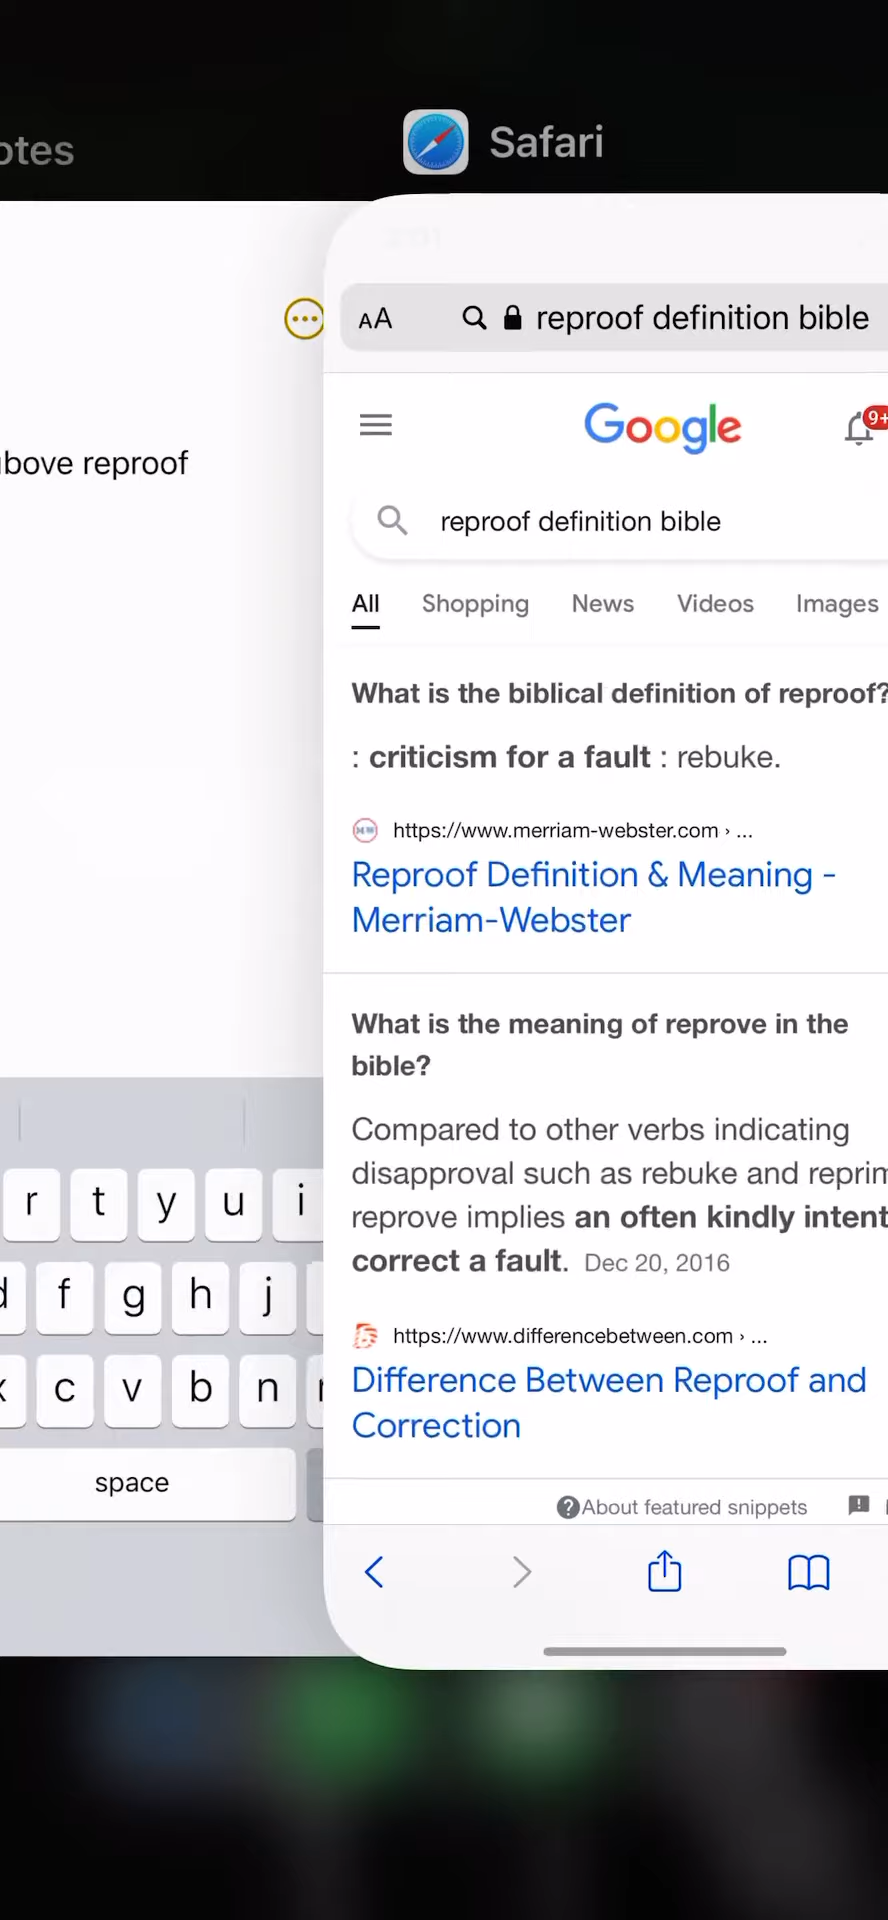 otes
Safari
AA reproof definition bible
Google
9+
bove reproof
reproof definition bible
All Shopping News Videos Images
What is the biblical definition of reproof?
: criticism for a fault : rebuke.
https://www.merriam-webster.com › ...
Reproof Definition & Meaning -
Merriam-Webster
What is the meaning of reprove in the
bible?
Compared to other verbs indicating
disapproval such as rebuke and reprim
reprove implies an often kindly intent
correct a fault. Dec 20, 2016
https://www.differencebetween.com › ...
Difference Between Reproof and
Correction
About featured snippets
r t y u i
d f g h j
x c v b n
space